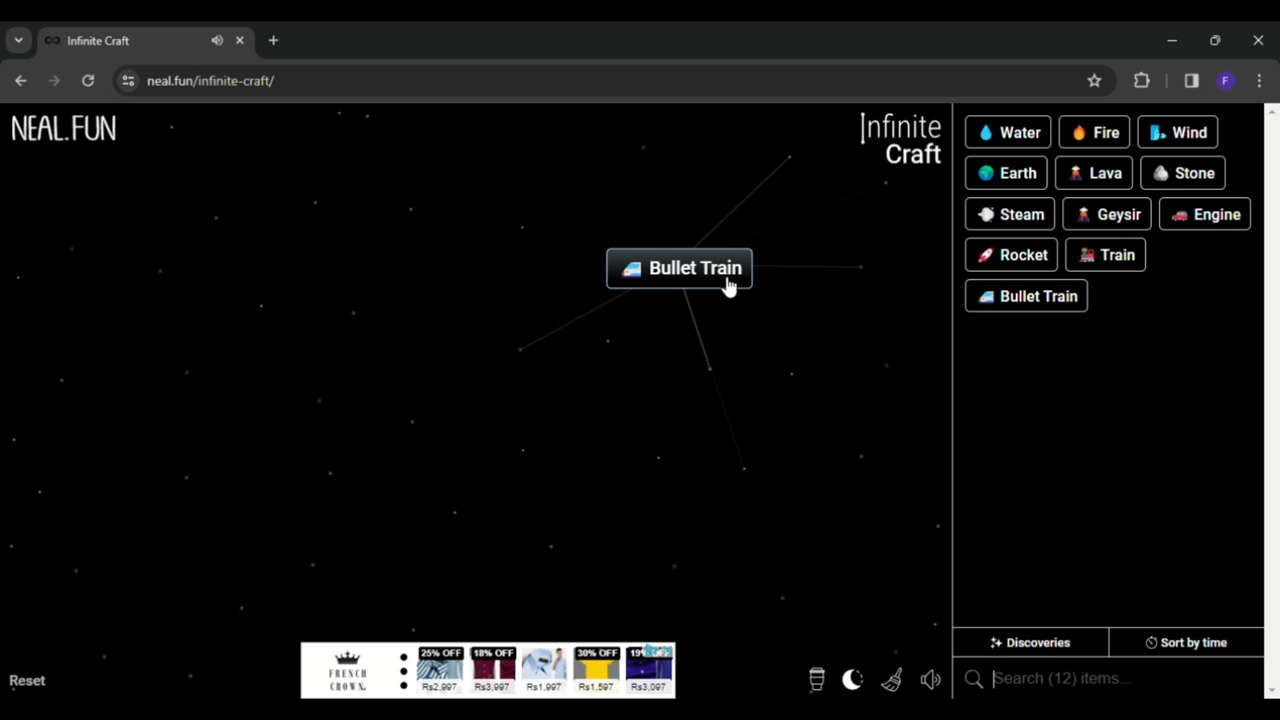 Infinite Craft
neal.fun/infinite-craft/
F
NEAL.FUN
Infinite
Craft
Bullet Train
Water Fire Wind
Earth Lava Stone
Steam Geysir Engine
Rocket Train
Bullet Train
Discoveries Sort by time
Search (12) items...
Reset
FRENCH
CROWN.
25% OFF 18% OFF 30% OFF
Rs2,997 Rs3,997 Rs1,997 Rs1,597 Rs3,097